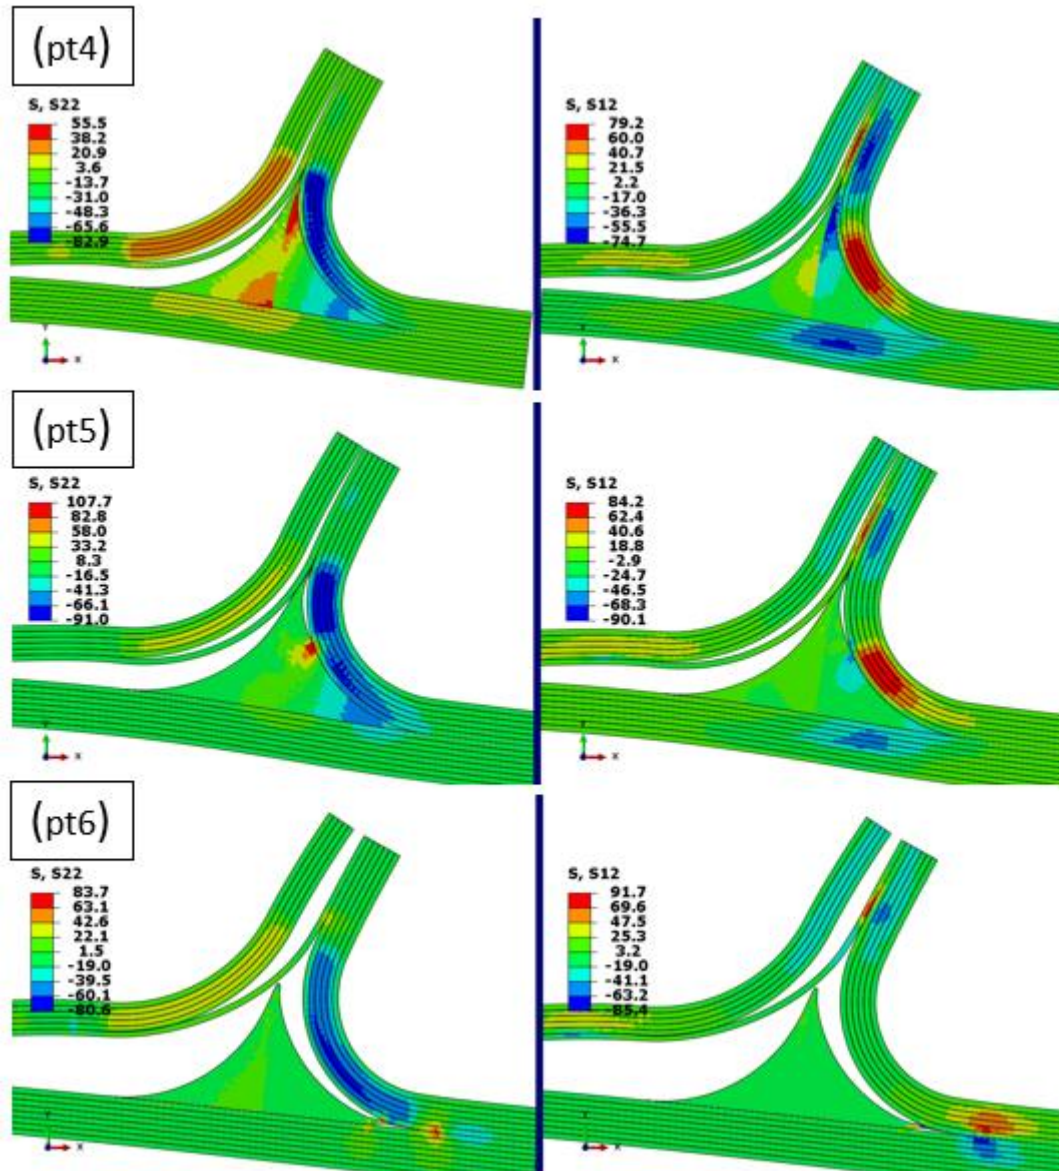 (pt4)
S, S22
55.5
38.2
20.9
3.6
-13.7
-31.0
-48.3
-65.6
-82.9
Y
X
S, S12
79.2
60.0
40.7
21.5
2.2
-17.0
-36.3
-55.5
-74.7
Y
X
(pt5)
S, S22
107.7
82.8
58.0
33.2
8.3
-16.5
-41.3
-66.1
-91.0
Y
X
S, S12
84.2
62.4
40.6
18.8
-2.9
-24.7
-46.5
-68.3
-90.1
Y
X
(pt6)
S, S22
83.7
63.1
42.6
22.1
1.5
-19.0
-39.5
-60.1
-80.6
Y
X
S, S12
91.7
69.6
47.5
25.3
3.2
-19.0
-41.1
-63.2
-85.4
Y
X